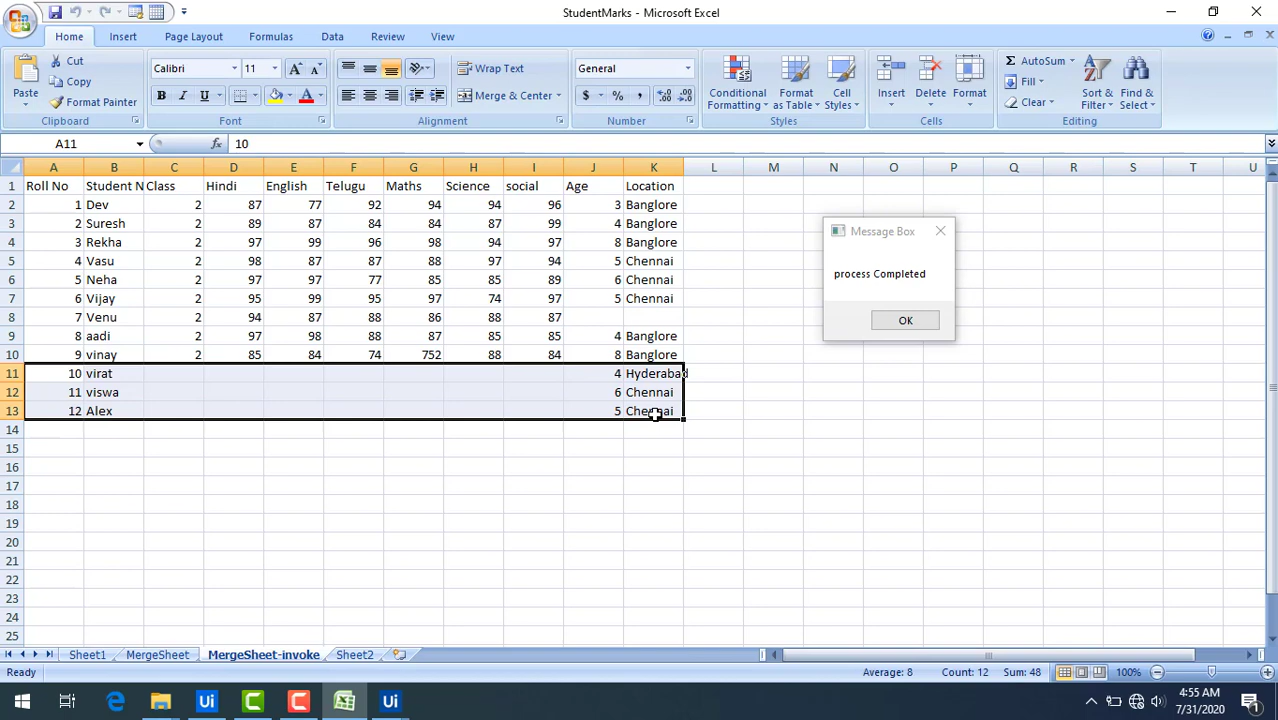 StudentMarks - Microsoft Excel
Home Insert Page Layout Formulas Data Review View
Paste
Cut
Copy
Format Painter
Clipboard
Calibri 11
B I U
Font
Wrap Text
Merge & Center
Alignment
General
$ % ,
Number
Conditional Formatting
Format as Table
Cell Styles
Styles
Insert Delete Format
Cells
Σ AutoSum
Fill
Clear
Sort & Filter
Find & Select
Editing
A11 fx 10
A B C D E F G H I J K L M N O P Q R S T U
1 Roll No Student N Class Hindi English Telugu Maths Science social Age Location
2 1 Dev 2 87 77 92 94 94 96 3 Banglore
3 2 Suresh 2 89 87 84 84 87 99 4 Banglore
4 3 Rekha 2 97 99 96 98 94 97 8 Banglore
5 4 Vasu 2 98 87 87 88 97 94 5 Chennai
6 5 Neha 2 97 97 77 85 85 89 6 Chennai
7 6 Vijay 2 95 99 95 97 74 97 5 Chennai
8 7 Venu 2 94 87 88 86 88 87
9 8 aadi 2 97 98 88 87 85 85 4 Banglore
10 9 vinay 2 85 84 74 752 88 84 8 Banglore
11 10 virat 4 Hyderabad
12 11 viswa 6 Chennai
13 12 Alex 5 Chennai
14
15
16
17
18
19
20
21
22
23
24
25
Message Box
process Completed
OK
Sheet1 MergeSheet MergeSheet-invoke Sheet2
Ready Average: 8 Count: 12 Sum: 48 100%
Ui C C Ui
4:55 AM
7/31/2020
1